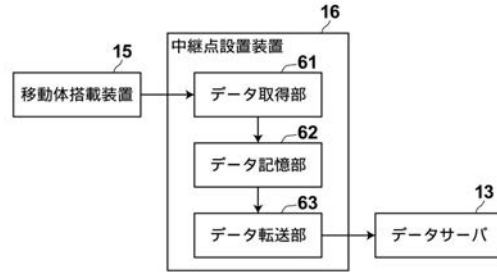 16
中継点設置装置
15
移動体搭載装置
61
データ取得部
62
データ記憶部
63
データ転送部
13
データサーバ